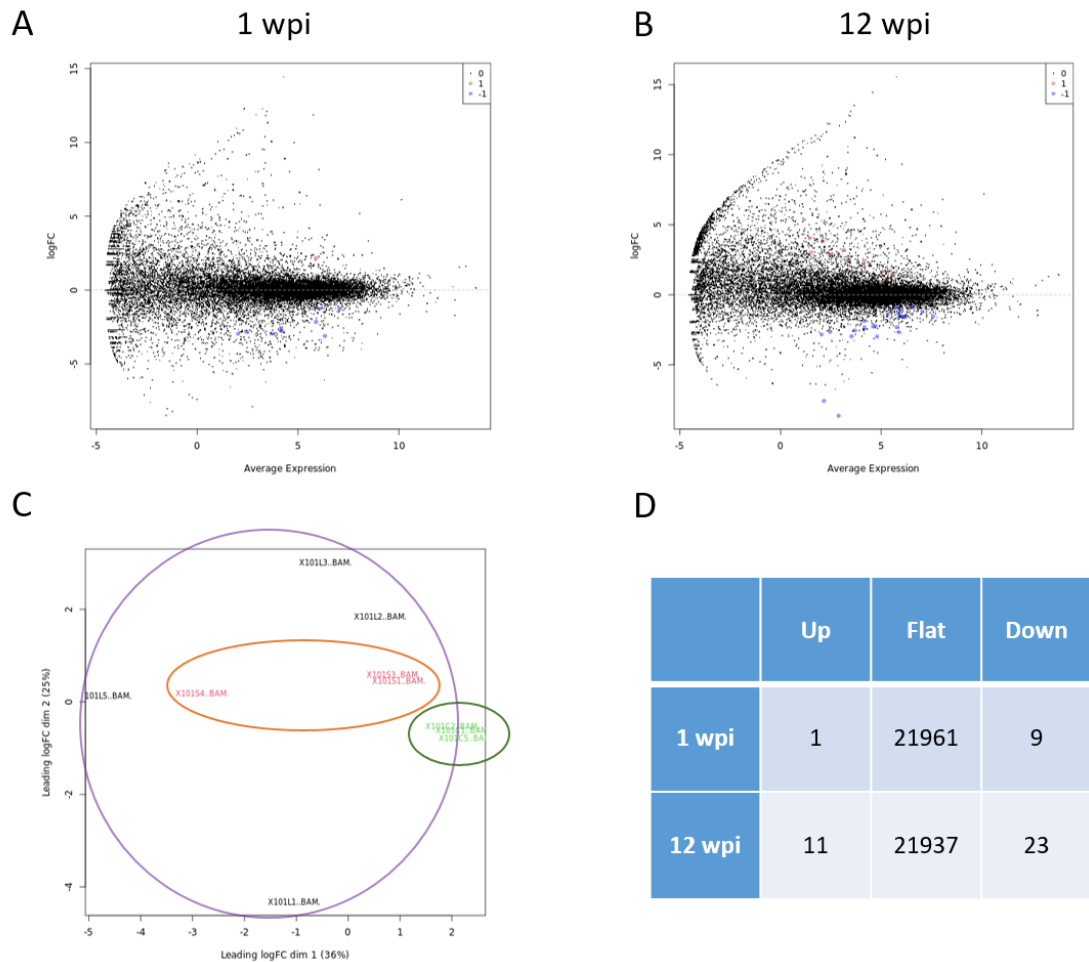 A
1 wpi
B
12 wpi
15
10
5
0
-5
logFC
-5
0
5
10
Average Expression
0
1
-1
15
10
5
0
-5
logFC
-5
0
5
10
Average Expression
0
1
-1
C
D
X101L3..BAM.
X101L2..BAM.
X101S3..BAM.
X101S1..BAM.
X101S4..BAM.
101L5..BAM.
X101C2..BAM.
X101C5..BA
X101L1..BAM.
2
0
-2
-4
Leading logFC dim 2 (25%)
-5
-4
-3
-2
-1
0
1
2
Leading logFC dim 1 (36%)
Up Flat Down
1 wpi 1 21961 9
12 wpi 11 21937 23